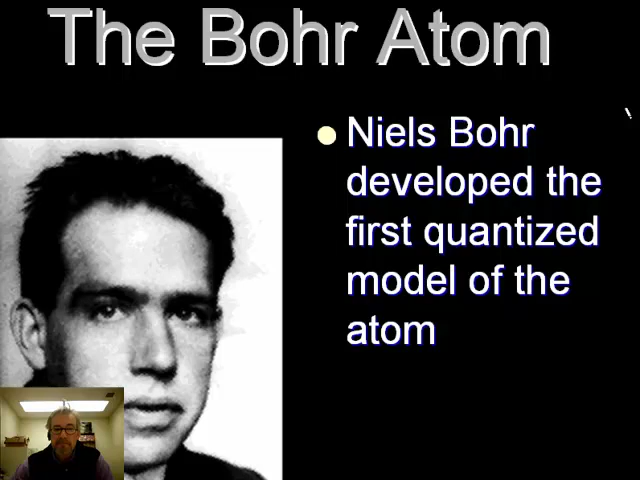 The Bohr Atom
Niels Bohr
developed the
first quantized
model of the
atom